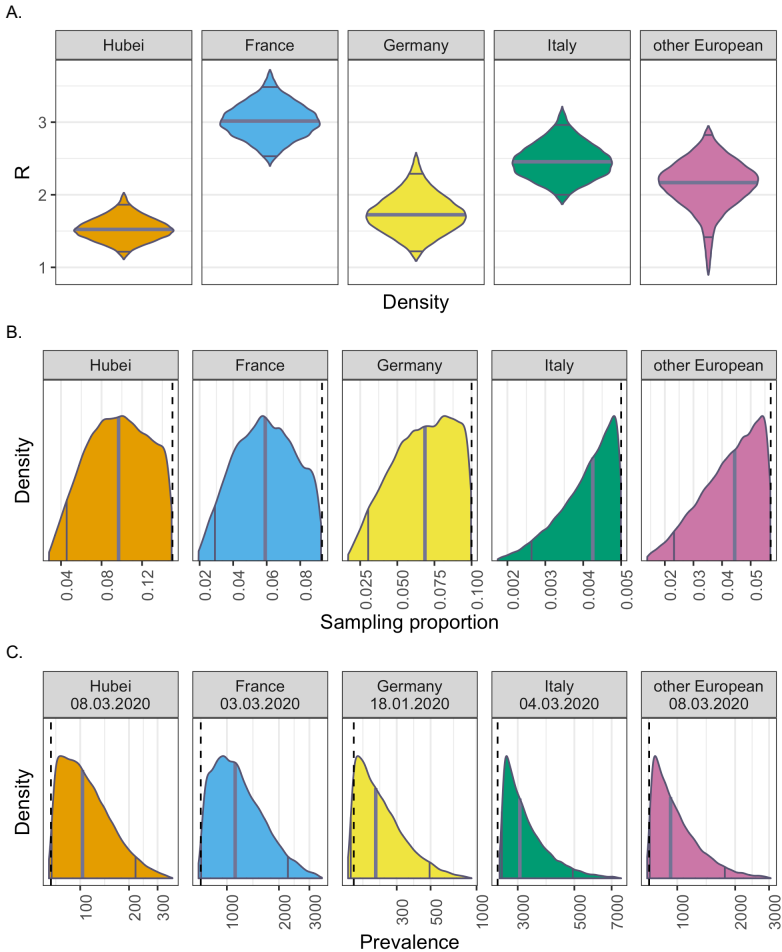 A.
Hubei France Germany Italy other European
R
3
2
1
Density
B.
Hubei France Germany Italy other European
Density
0.04 0.08 0.12 0.02 0.04 0.06 0.08 0.025 0.050 0.075 0.100 0.002 0.003 0.004 0.005 0.02 0.03 0.04 0.05
Sampling proportion
C.
Hubei France Germany Italy other European
08.03.2020 03.03.2020 18.01.2020 04.03.2020 08.03.2020
Density
100 200 300 1000 2000 3000 300 500 1000 3000 5000 7000 1000 2000 3000
Prevalence